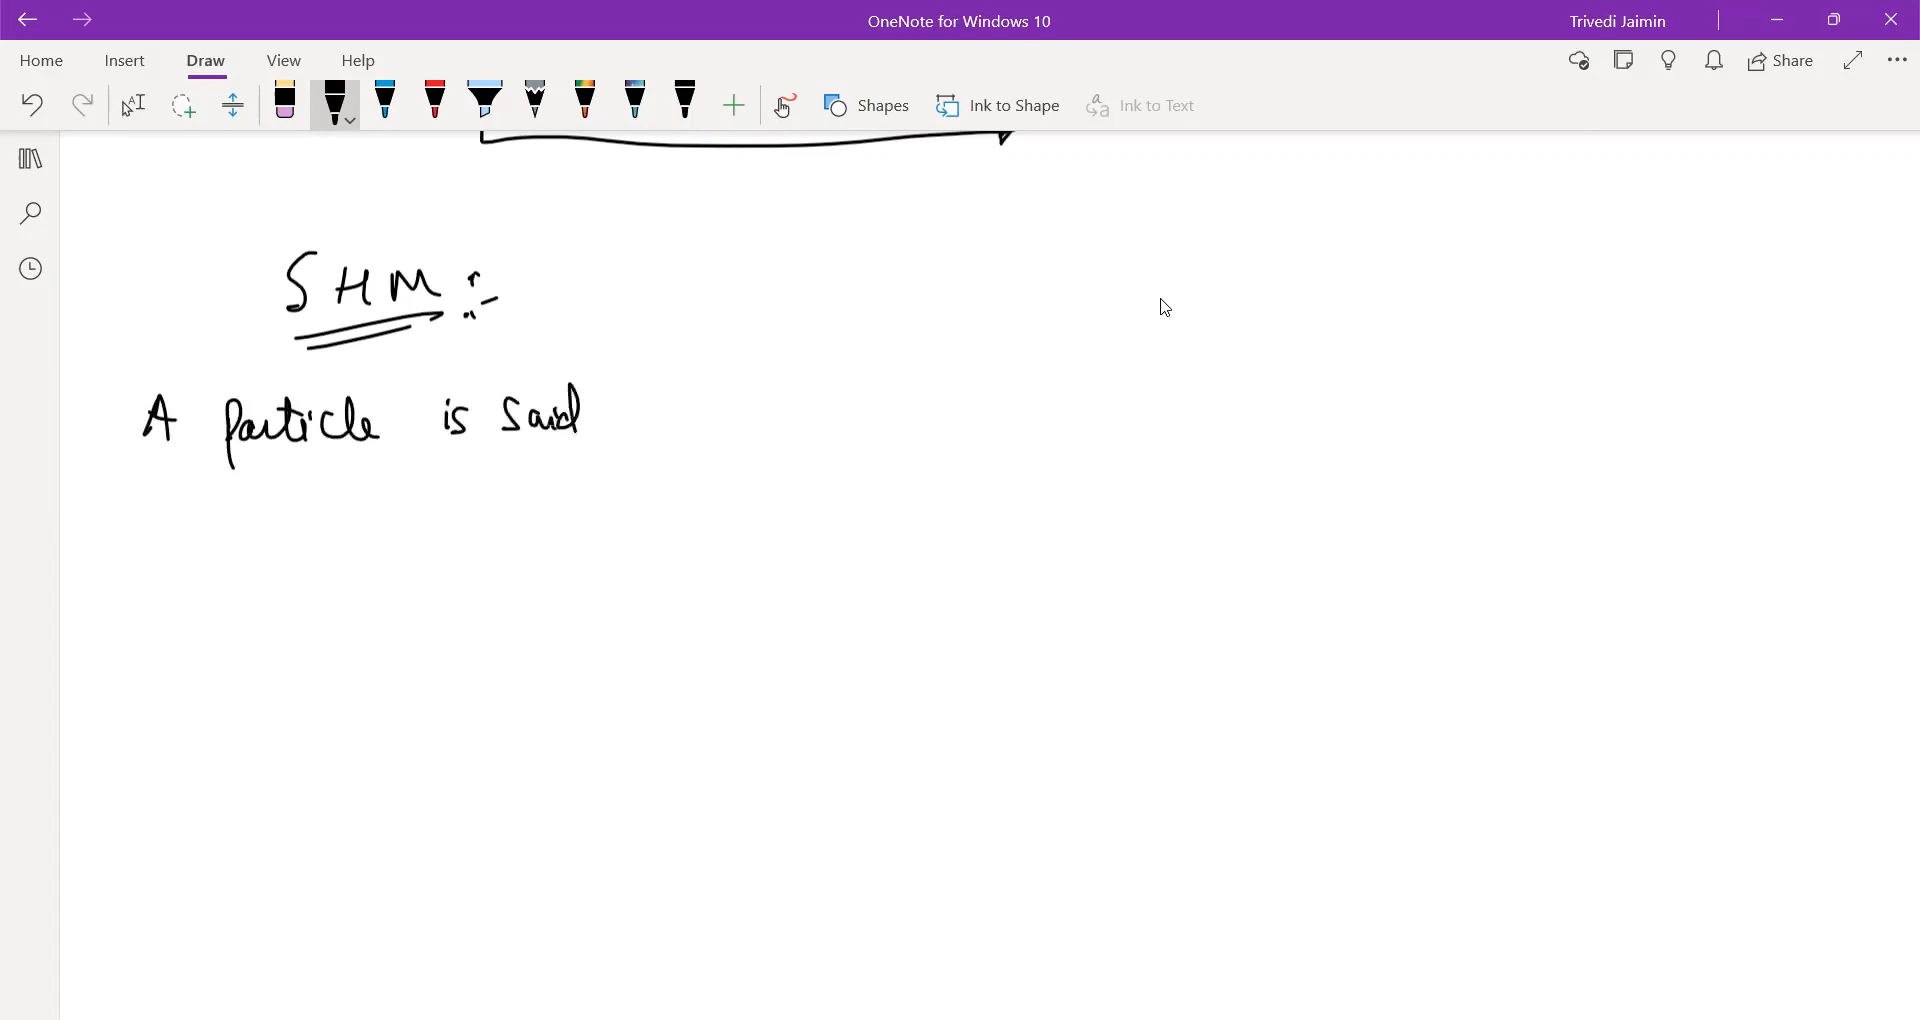 OneNote for Windows 10
Trivedi Jaimin
Home Insert Draw View Help
Share
Shapes Ink to Shape Ink to Text
SHM :-
A particle is said